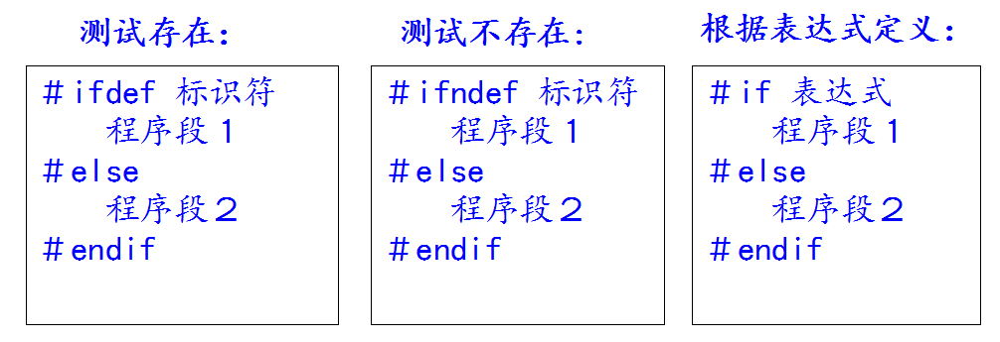 测试存在：
#ifdef 标识符
程序段1
#else
程序段2
#endif
测试不存在：
#ifndef 标识符
程序段1
#else
程序段2
#endif
根据表达式定义：
#if 表达式
程序段1
#else
程序段2
#endif